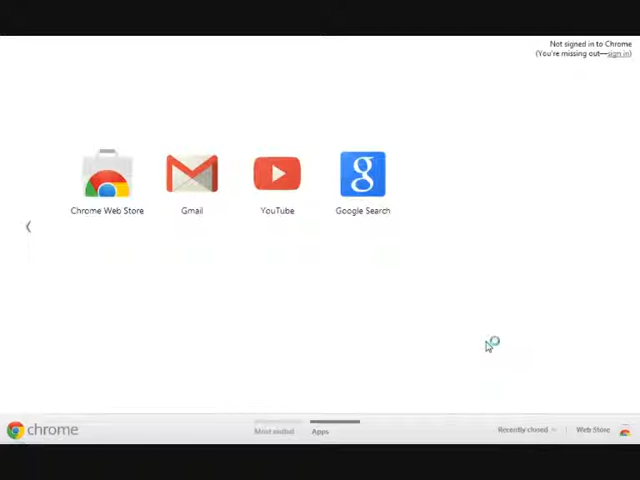 Not signed in to Chrome
(You're missing out—sign in)
g
Chrome Web Store
Gmail
YouTube
Google Search
chrome
Most visited
Apps
Recently closed
Web Store